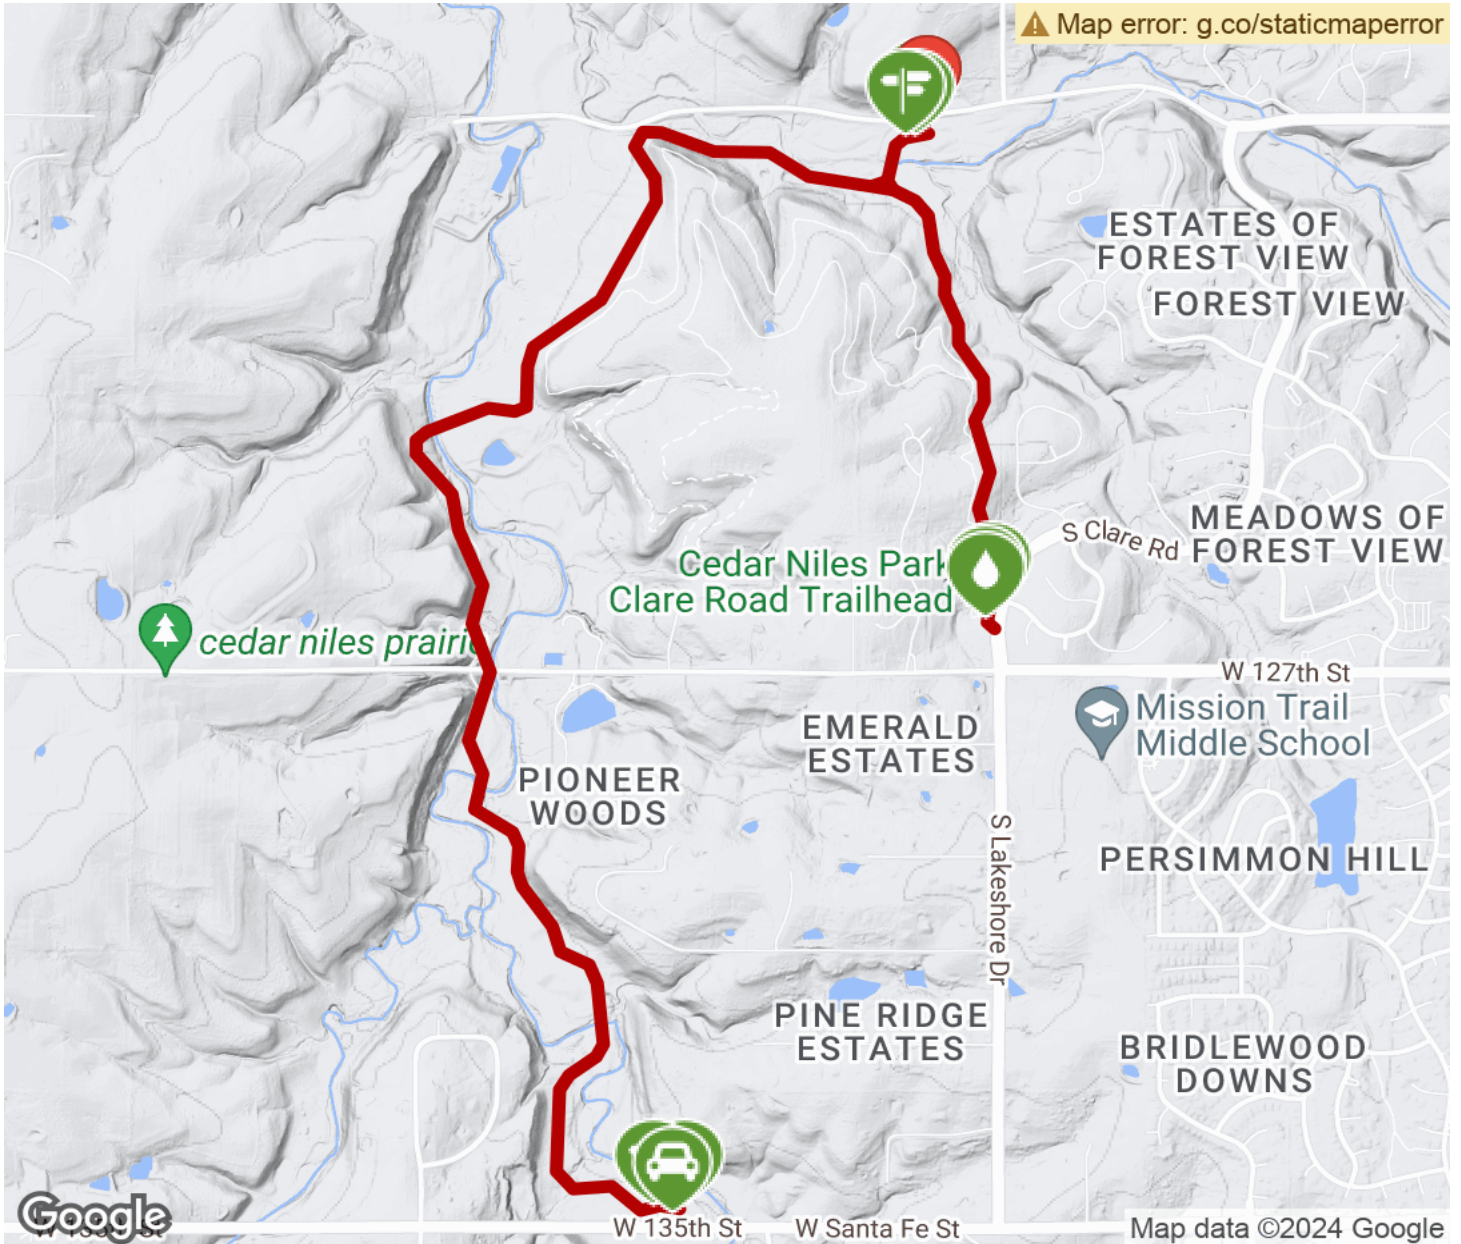 Map error: g.co/staticmaperror
ESTATES OF
FOREST VIEW
FOREST VIEW
S Clare Rd
MEADOWS OF
FOREST VIEW
Cedar Niles Park
Clare Road Trailhead
cedar niles prairie
W 127th St
Mission Trail
Middle School
EMERALD
ESTATES
PIONEER
WOODS
S Lakeshore Dr
PERSIMMON HILL
PINE RIDGE
ESTATES
BRIDLEWOOD
DOWNS
Google
W 135th St
W Santa Fe St
Map data ©2024 Google